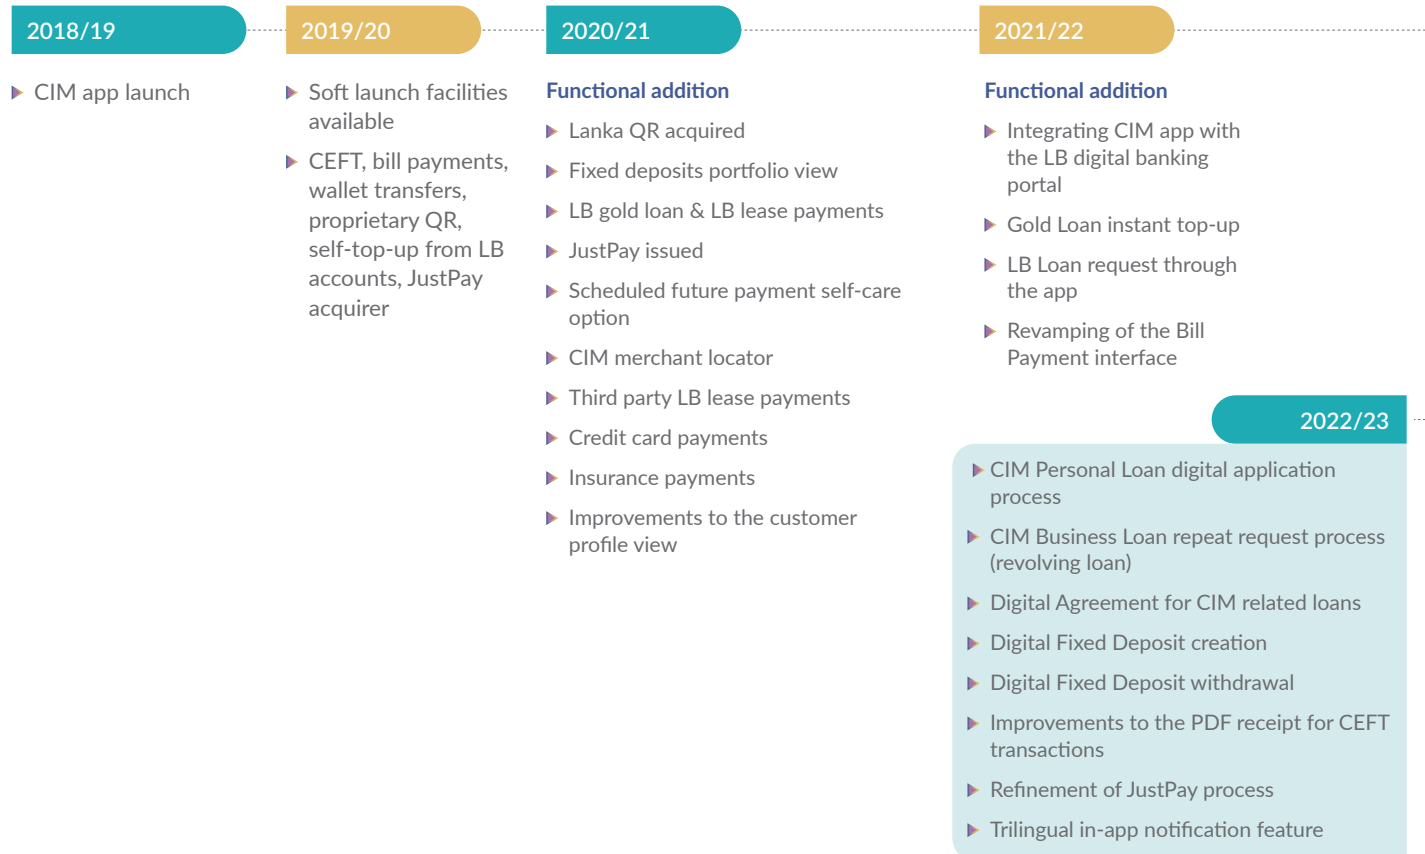 2018/19
CIM app launch
2019/20
Soft launch facilities
available
CEFT, bill payments,
wallet transfers,
proprietary QR,
self-top-up from LB
accounts, JustPay
acquirer
2020/21
Functional addition
Lanka QR acquired
Fixed deposits portfolio view
LB gold loan & LB lease payments
JustPay issued
Scheduled future payment self-care
option
CIM merchant locator
Third party LB lease payments
Credit card payments
Insurance payments
Improvements to the customer
profile view
2021/22
Functional addition
Integrating CIM app with
the LB digital banking
portal
Gold Loan instant top-up
LB Loan request through
the app
Revamping of the Bill
Payment interface
2022/23
CIM Personal Loan digital application
process
CIM Business Loan repeat request process
(revolving loan)
Digital Agreement for CIM related loans
Digital Fixed Deposit creation
Digital Fixed Deposit withdrawal
Improvements to the PDF receipt for CEFT
transactions
Refinement of JustPay process
Trilingual in-app notification feature